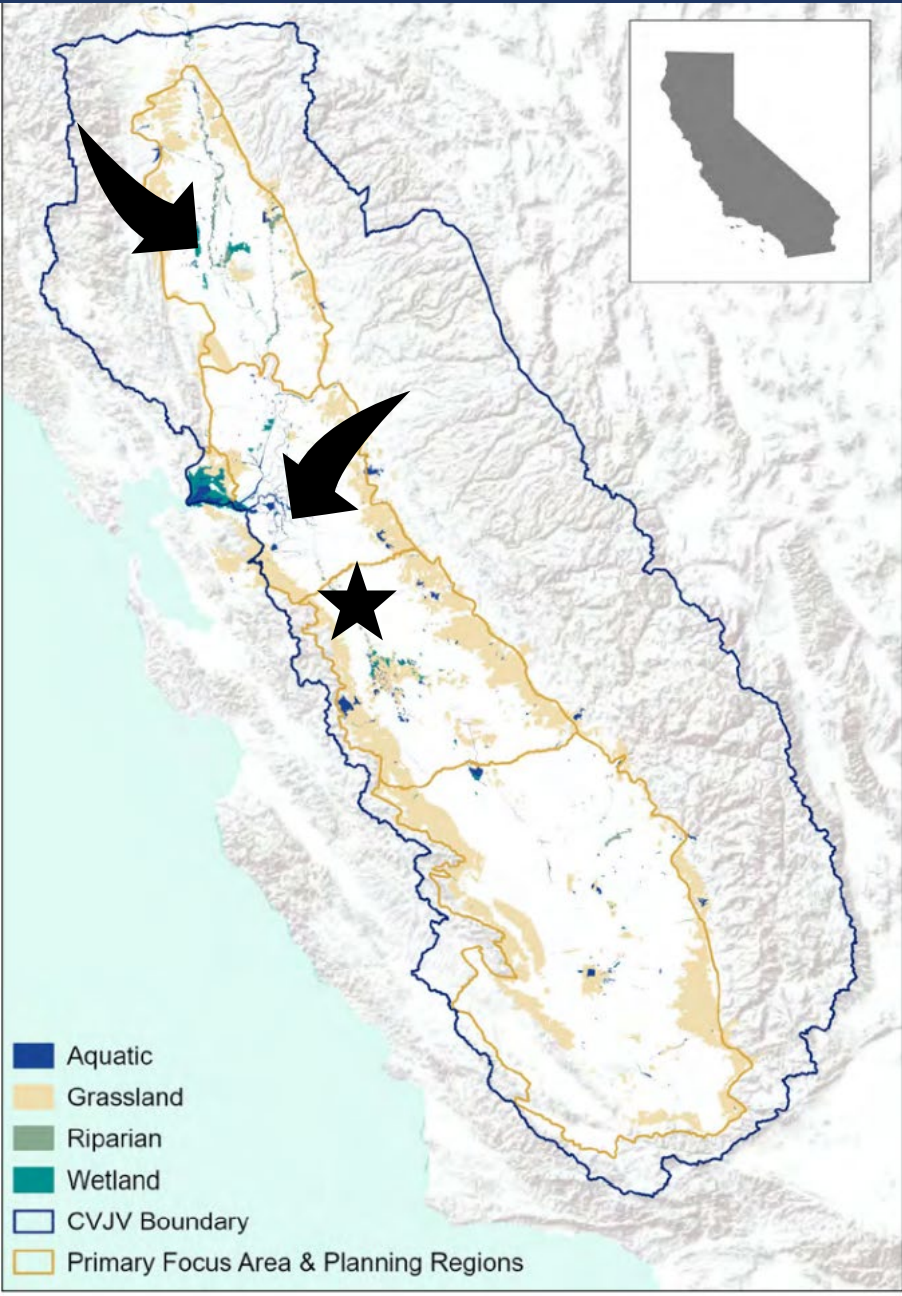 Aquatic
Grassland
Riparian
Wetland
CVJV Boundary
Primary Focus Area & Planning Regions